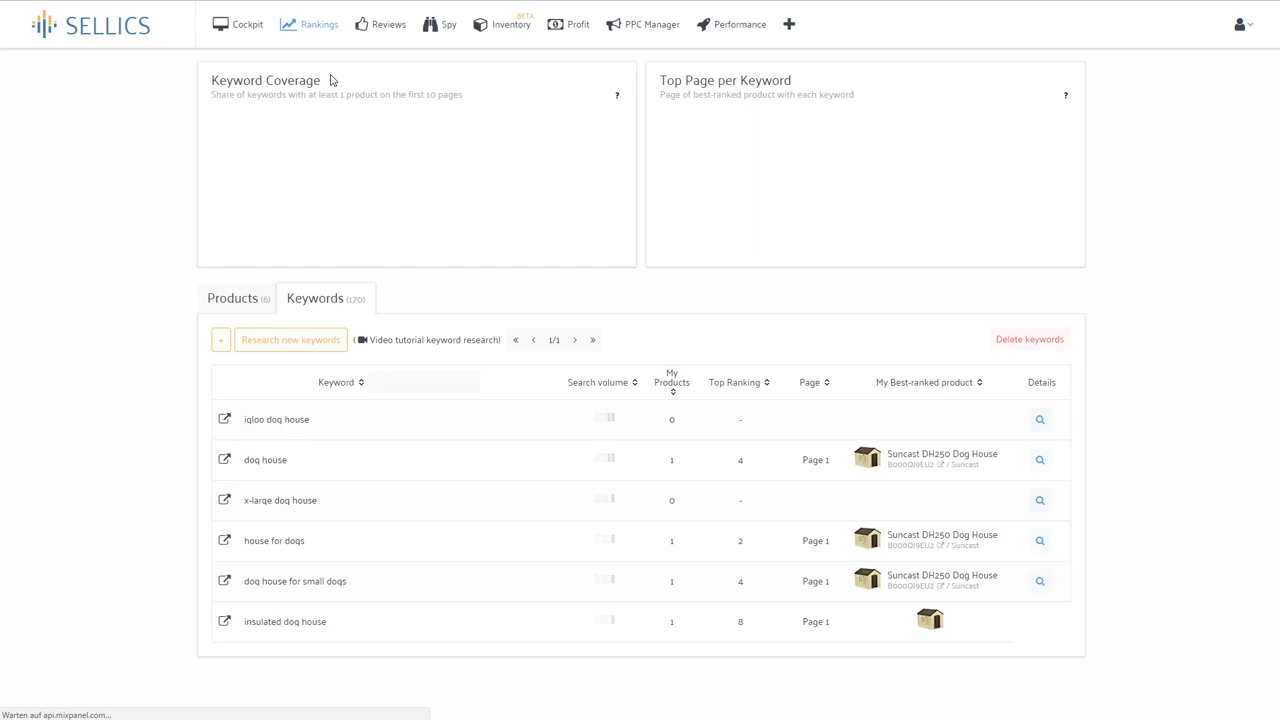 SELLICS
Cockpit Rankings Reviews Spy Inventory BETA Profit PPC Manager Performance
Keyword Coverage
Share of keywords with at least 1 product on the first 10 pages
?
Top Page per Keyword
Page of best-ranked product with each keyword
?
Products (6) Keywords (170)
+ Research new keywords ( Video tutorial keyword research) « ‹ 1/1 › » Delete keywords
Keyword Search volume My Products Top Ranking Page My Best-ranked product Details
igloo dog house 0 -
dog house 1 4 Page 1 Suncast DH250 Dog House
B000QJ9EU2 / Suncast
x-large dog house 0 -
house for dogs 1 2 Page 1 Suncast DH250 Dog House
B000QJ9EU2 / Suncast
dog house for small dogs 1 4 Page 1 Suncast DH250 Dog House
B000QJ9EU2 / Suncast
insulated dog house 1 8 Page 1
Warten auf api.mixpanel.com...